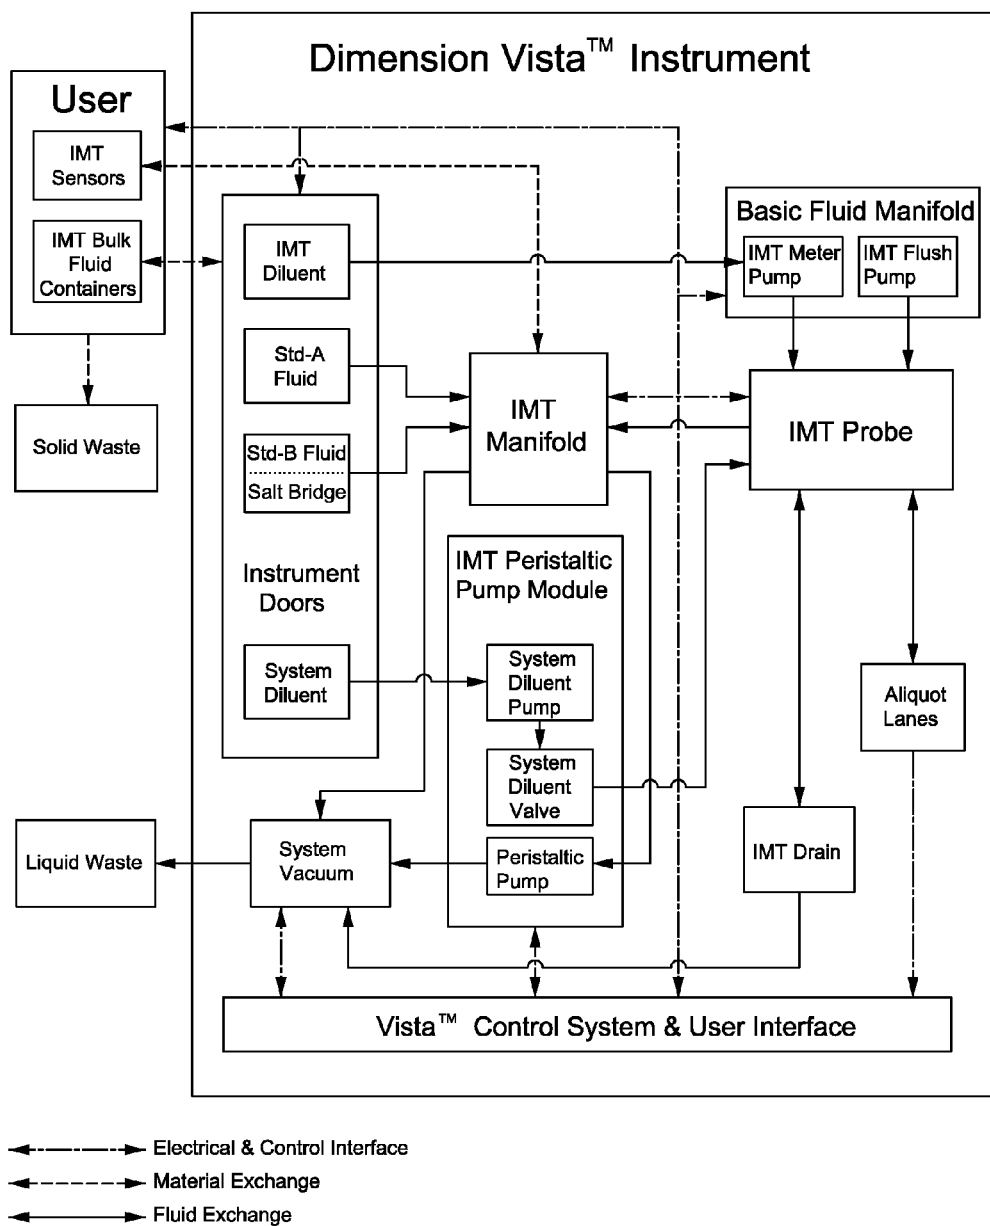 Dimension Vista™ Instrument
User
IMT
Sensors
IMT Bulk
Fluid
Containers
Solid Waste
IMT
Diluent
Std-A
Fluid
Std-B Fluid
Salt Bridge
Instrument
Doors
System
Diluent
IMT
Manifold
Basic Fluid Manifold
IMT Meter
Pump
IMT Flush
Pump
IMT Probe
IMT Peristaltic
Pump Module
System
Diluent
Pump
System
Diluent
Valve
Peristaltic
Pump
Aliquot
Lanes
IMT Drain
Liquid Waste
System
Vacuum
Vista™ Control System & User Interface
Electrical & Control Interface
Material Exchange
Fluid Exchange